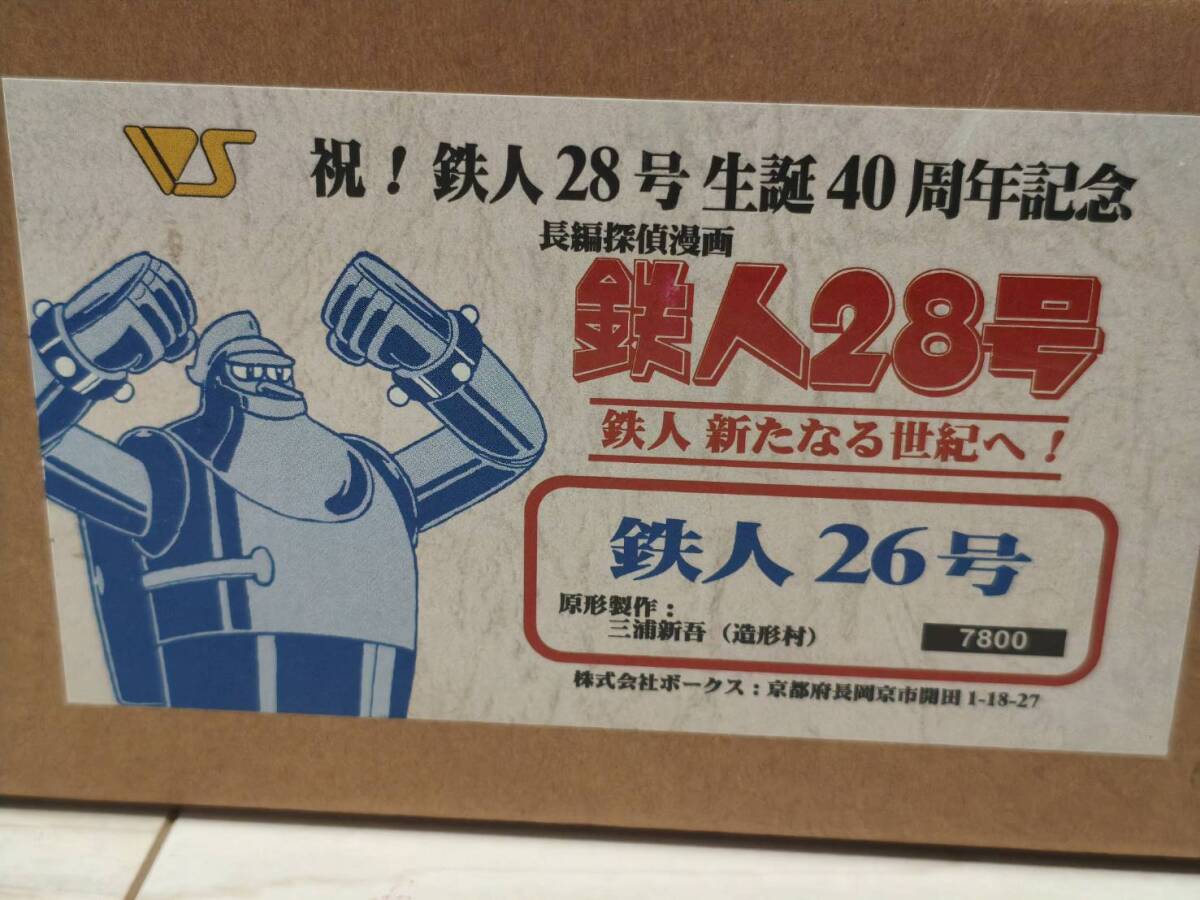 VS
祝！鉄人28号 生誕40周年記念
長編探偵漫画
鉄人28号
鉄人 新たなる世紀へ！
鉄人 26号
原形製作：
三浦新吾（造形村）
7800
株式会社ボークス：京都府長岡京市開田1-18-27